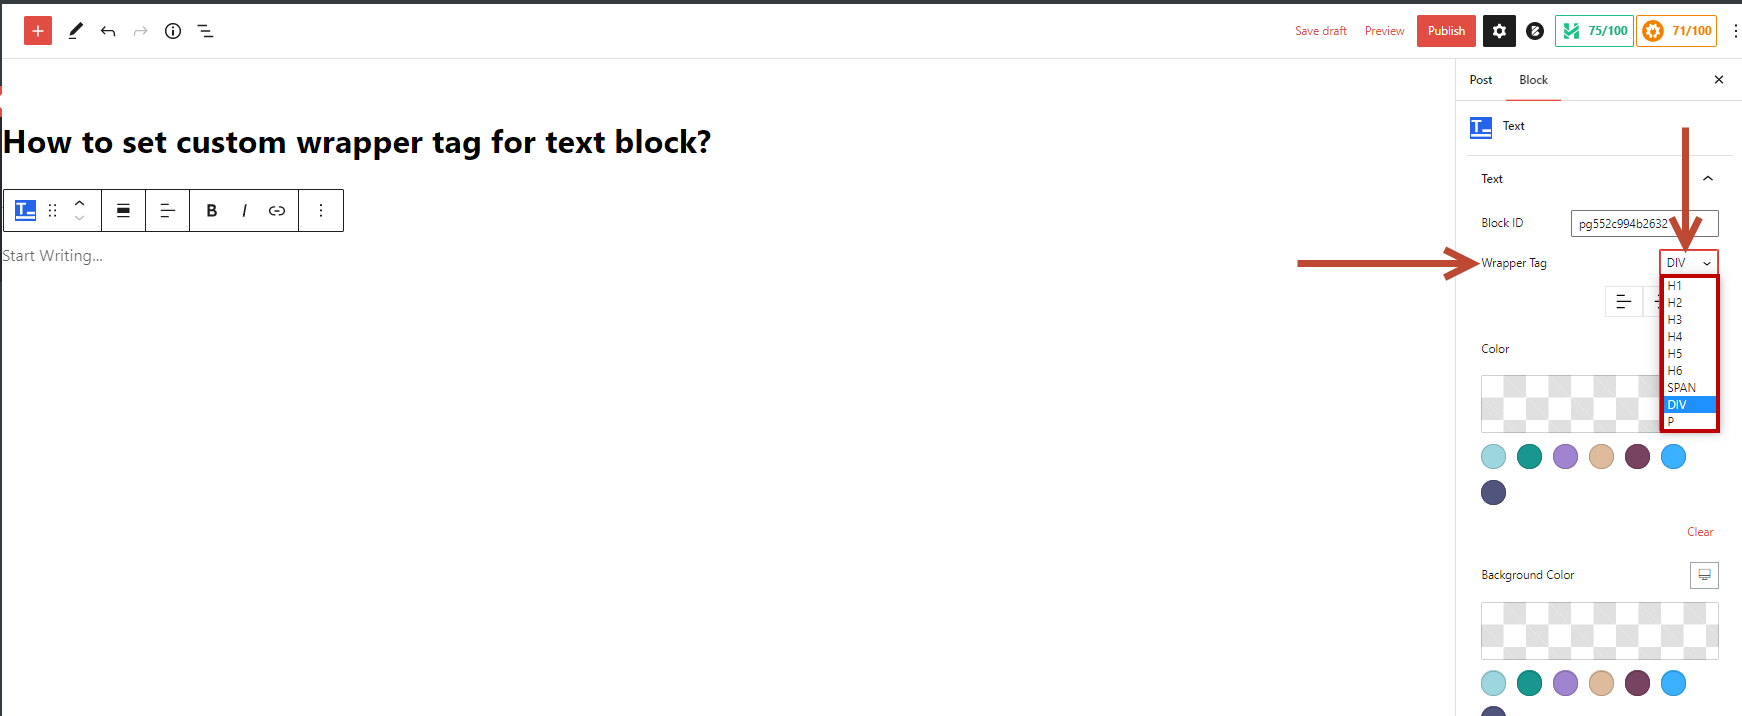 Save draft
Preview
Publish
75/100
71/100
Post
Block
Text
How to set custom wrapper tag for text block?
Text
B
I
Block ID
pg552c994b2632
Start Writing...
Wrapper Tag
DIV
H1
H2
H3
H4
H5
H6
SPAN
DIV
P
Color
Clear
Background Color